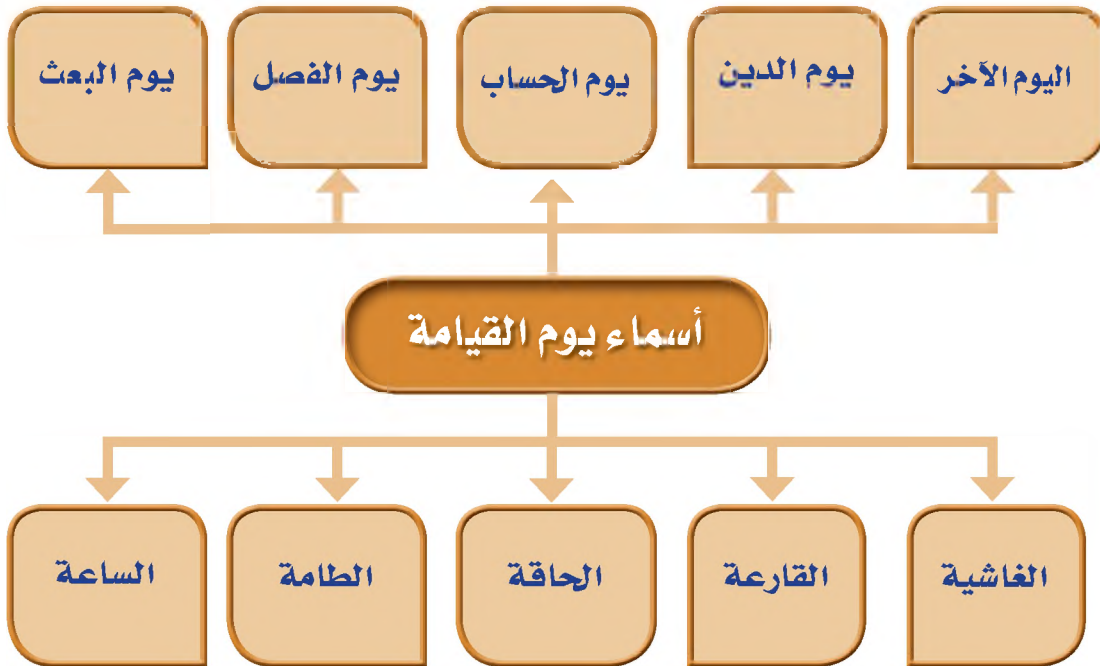 اليوم الآخر
يوم الدين
يوم الحساب
يوم الفصل
يوم البعث
أسماء يوم القيامة
الغاشية
القارعة
الحاقة
الطامة
الساعة